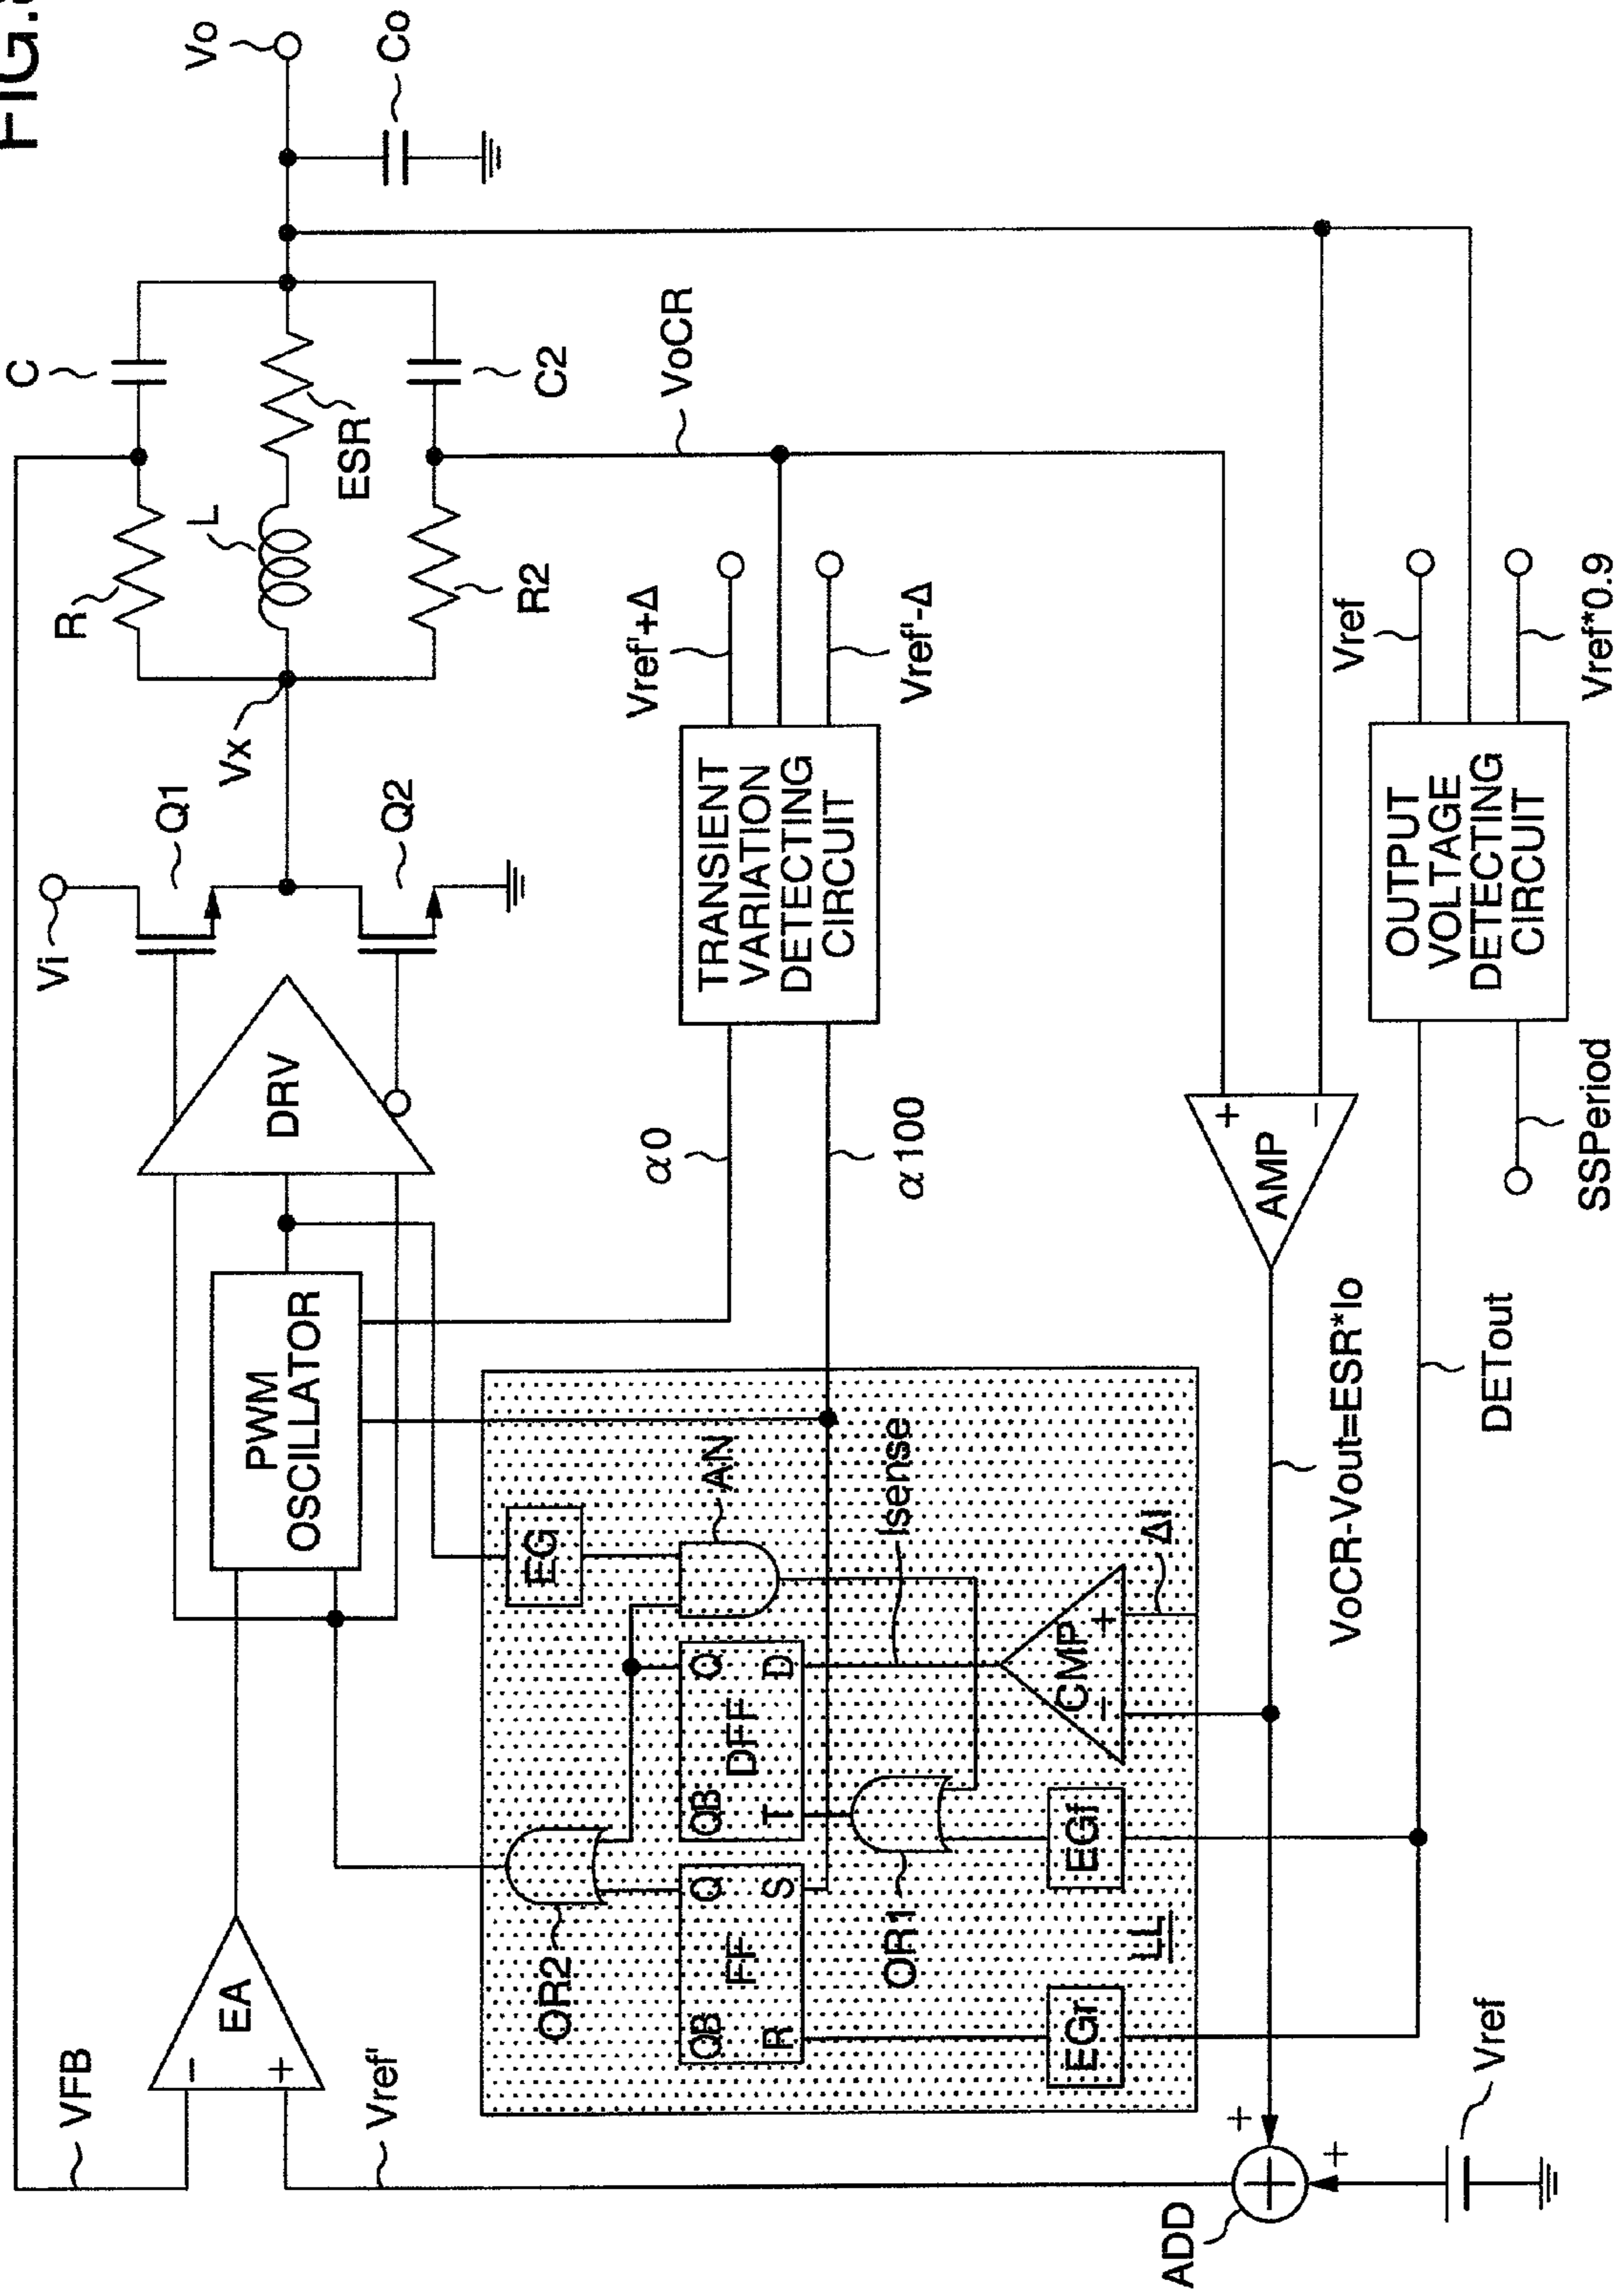 FIG.
VFB
Vref'
EA
−
+
PWM
OSCILLATOR
DRV
Vi
Q1
Q2
Vx
R
L
R2
C
ESR
C2
Vo
Co
VoCR
OR2
QB
Q
FF
R
S
QB
Q
DFF
T
D
EG
AN
OR1
EGr
EGf
LL
CMP
−
+
Isense
ΔI
α0
α100
TRANSIENT
VARIATION
DETECTING
CIRCUIT
Vref'+Δ
Vref'-Δ
AMP
+
−
VoCR-Vout=ESR*Io
DETout
SSPeriod
OUTPUT
VOLTAGE
DETECTING
CIRCUIT
Vref
Vref*0.9
ADD
+
+
Vref